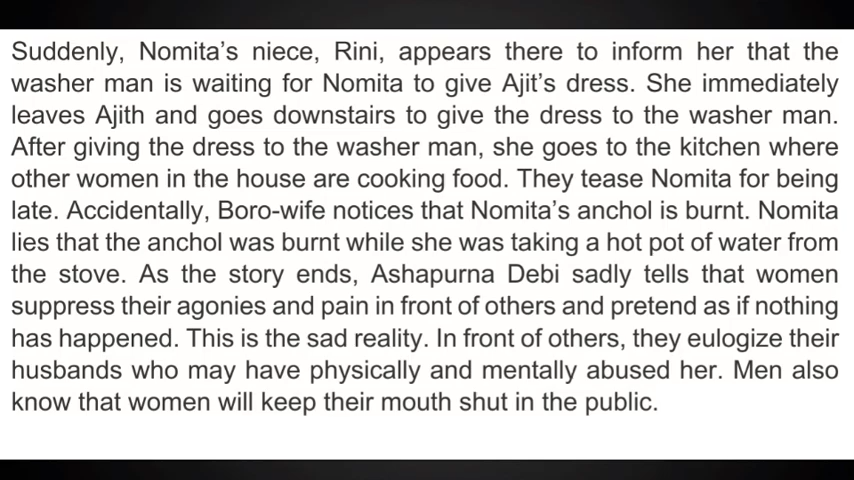 Suddenly, Nomita's niece, Rini, appears there to inform her that the
washer man is waiting for Nomita to give Ajit's dress. She immediately
leaves Ajith and goes downstairs to give the dress to the washer man.
After giving the dress to the washer man, she goes to the kitchen where
other women in the house are cooking food. They tease Nomita for being
late. Accidentally, Boro-wife notices that Nomita's anchol is burnt. Nomita
lies that the anchol was burnt while she was taking a hot pot of water from
the stove. As the story ends, Ashapurna Debi sadly tells that women
suppress their agonies and pain in front of others and pretend as if nothing
has happened. This is the sad reality. In front of others, they eulogize their
husbands who may have physically and mentally abused her. Men also
know that women will keep their mouth shut in the public.